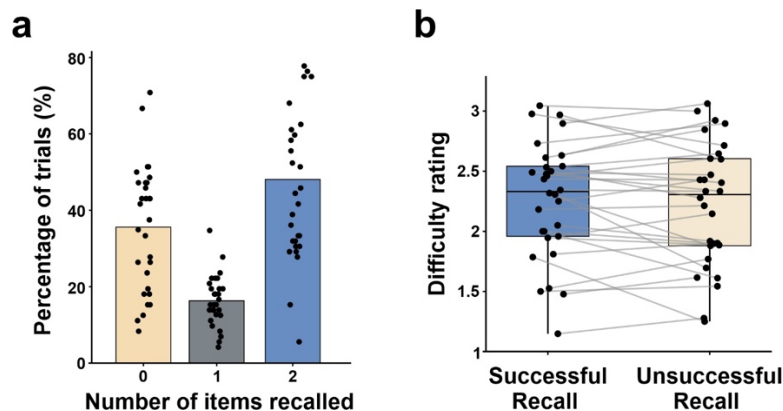 a
Percentage of trials (%)
80
60
40
20
0
0 1 2
Number of items recalled
b
Difficulty rating
3
2.5
2
1.5
1
Successful Recall
Unsuccessful Recall